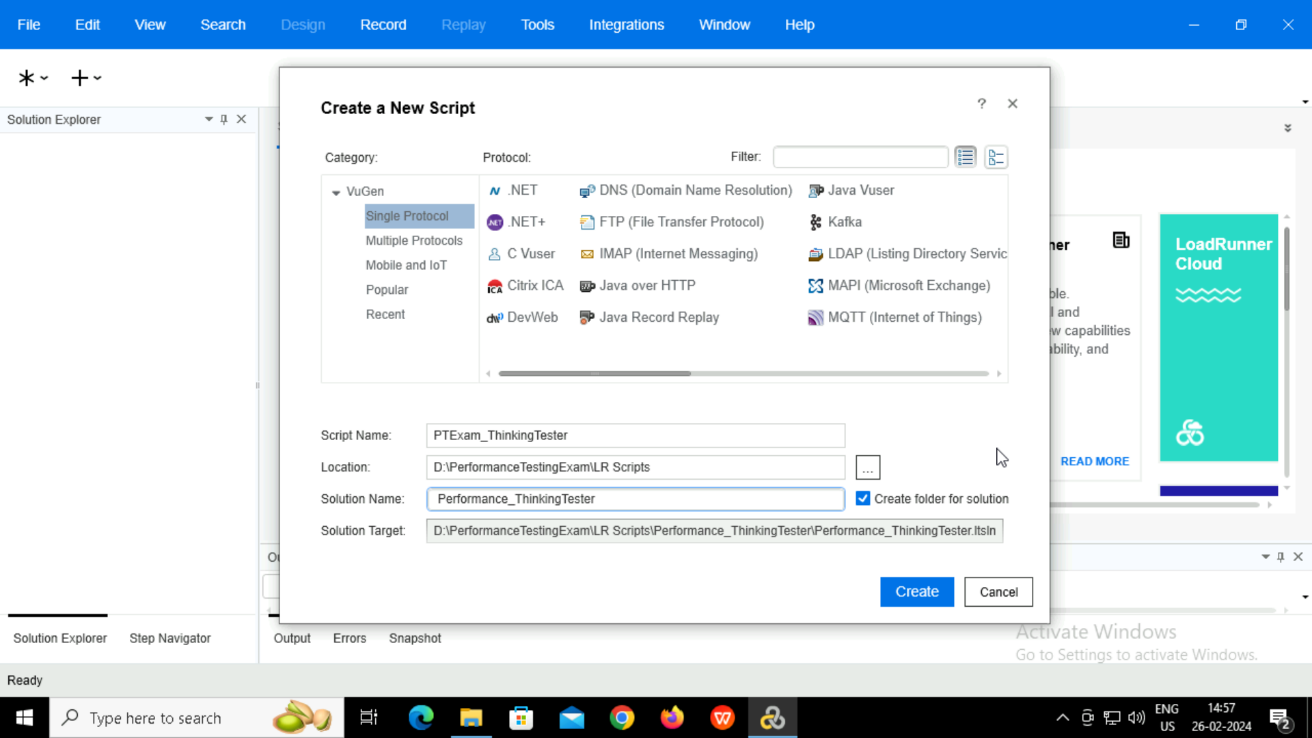 File Edit View Search Design Record Replay Tools Integrations Window Help
Solution Explorer
Create a New Script
Category: Protocol: Filter:
VuGen
Single Protocol
Multiple Protocols
Mobile and IoT
Popular
Recent
.NET DNS (Domain Name Resolution) Java Vuser
.NET+ FTP (File Transfer Protocol) Kafka
C Vuser IMAP (Internet Messaging) LDAP (Listing Directory Servic
Citrix ICA Java over HTTP MAPI (Microsoft Exchange)
DevWeb Java Record Replay MQTT (Internet of Things)
Script Name: PTExam_ThinkingTester
Location: D:\PerformanceTestingExam\LR Scripts ...
Solution Name: Performance_ThinkingTester Create folder for solution
Solution Target: D:\PerformanceTestingExam\LR Scripts\Performance_ThinkingTester\Performance_ThinkingTester.ltsln
Create Cancel
ner
ble.
l and
w capabilities
ability, and
READ MORE
LoadRunner
Cloud
Ou
Solution Explorer Step Navigator Output Errors Snapshot
Activate Windows
Go to Settings to activate Windows.
Ready
Type here to search
ENG
US
14:57
26-02-2024
2